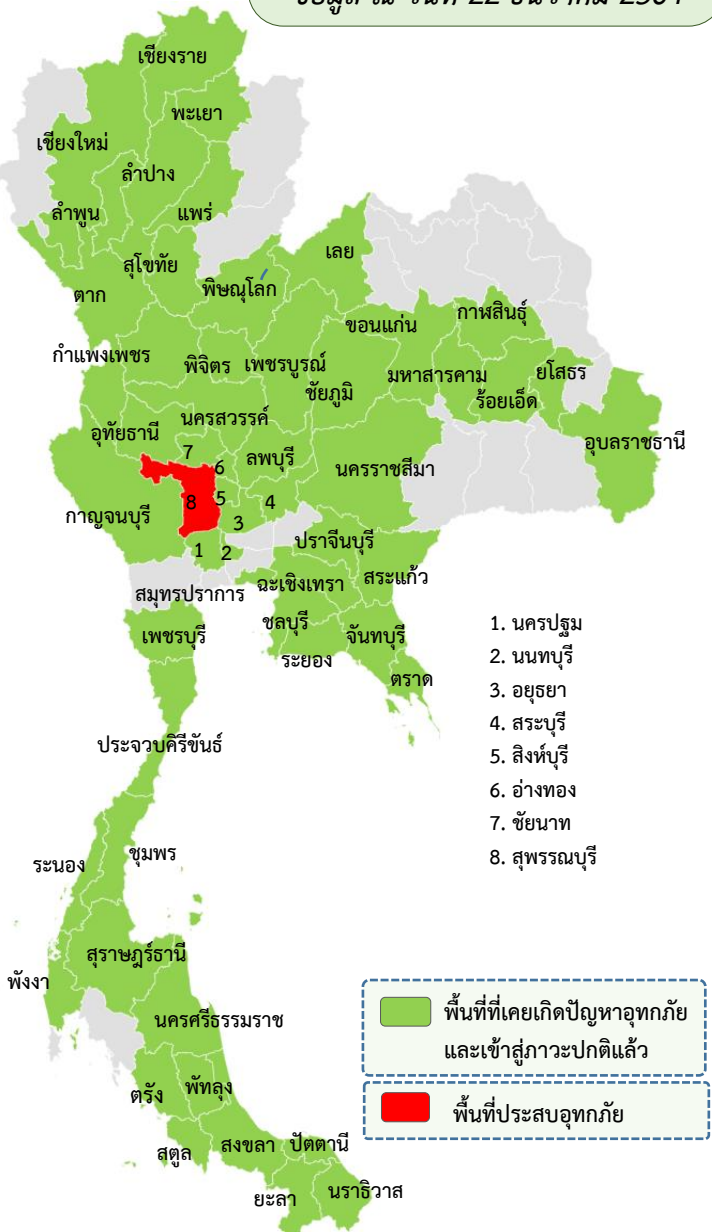 เชียงราย
พะเยา
เชียงใหม่
ลำปาง
ลำพูน
แพร่
เลย
สุโขทัย
ตาก
พิษณุโลก
กาฬสินธุ์
ขอนแก่น
กำแพงเพชร
พิจิตร
เพชรบูรณ์
มหาสารคาม
ยโสธร
ชัยภูมิ
ร้อยเอ็ด
นครสวรรค์
อุทัยธานี
อุบลราชธานี
7
ลพบุรี
6
นครราชสีมา
8
5
4
กาญจนบุรี
3
ปราจีนบุรี
1
2
สระแก้ว
ฉะเชิงเทรา
สมุทรปราการ
ชลบุรี
เพชรบุรี
จันทบุรี
ระยอง
ตราด
1. นครปฐม
2. นนทบุรี
3. อยุธยา
4. สระบุรี
5. สิงห์บุรี
6. อ่างทอง
7. ชัยนาท
8. สุพรรณบุรี
ประจวบคิรีขันธ์
ชุมพร
ระนอง
สุราษฎร์ธานี
พังงา
นครศรีธรรมราช
พัทลุง
ตรัง
สงขลา
ปัตตานี
สตูล
ยะลา
นราธิวาส
พื้นที่ที่เคยเกิดปัญหาอุทกภัย
และเข้าสู่ภาวะปกติแล้ว
พื้นที่ประสบอุทกภัย